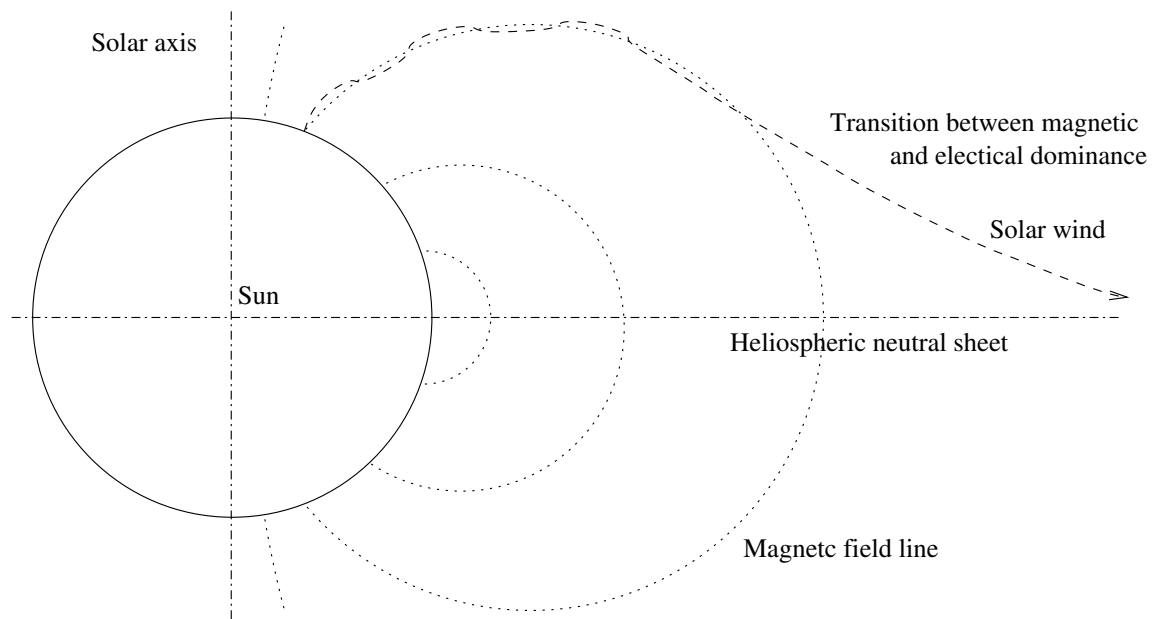 Solar axis
Transition between magnetic
and electical dominance
Solar wind
Sun
Heliospheric neutral sheet
Magnetc field line